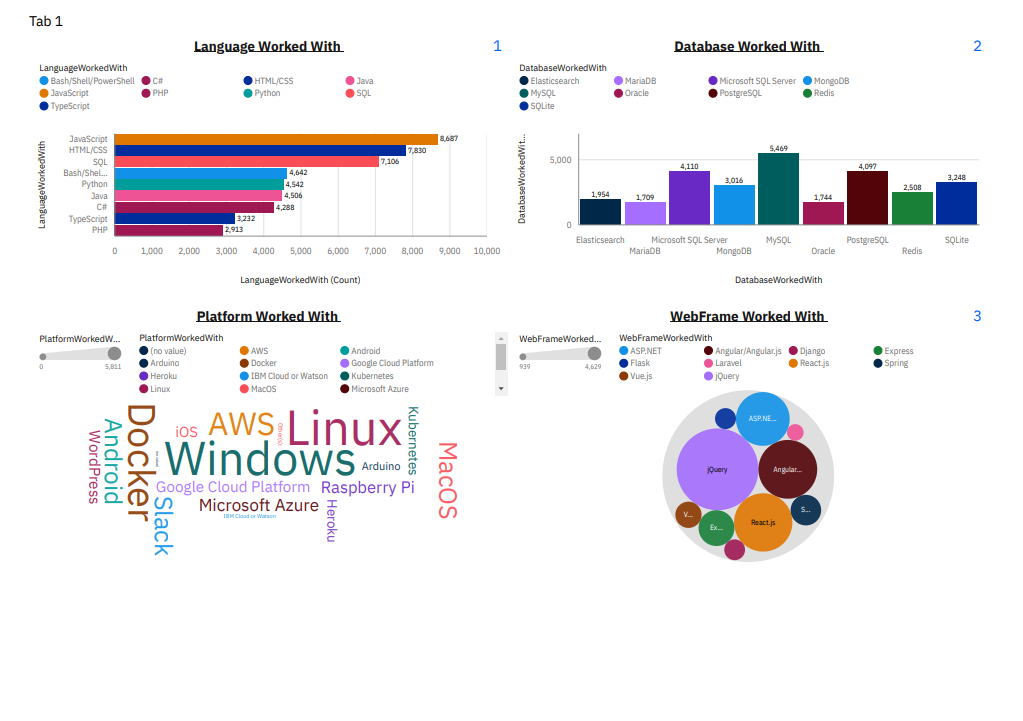 Tab 1
Language Worked With
1
LanguageWorkedWith
Bash/Shell/PowerShell C# HTML/CSS Java
JavaScript PHP Python SQL
TypeScript
LanguageWorkedWith
JavaScript 8,687
HTML/CSS 7,830
SQL 7,106
Bash/Shel... 4,642
Python 4,542
Java 4,506
C# 4,288
TypeScript 3,232
PHP 2,913
0 1,000 2,000 3,000 4,000 5,000 6,000 7,000 8,000 9,000 10,000
LanguageWorkedWith (Count)
Database Worked With
2
DatabaseWorkedWith
Elasticsearch MariaDB Microsoft SQL Server MongoDB
MySQL Oracle PostgreSQL Redis
SQLite
DatabaseWorkedWit...
5,000
0
1,954 1,709 4,110 3,016 5,469 1,744 4,097 2,508 3,248
Elasticsearch Microsoft SQL Server MySQL PostgreSQL SQLite
MariaDB MongoDB Oracle Redis
DatabaseWorkedWith
Platform Worked With
PlatformWorkedW...
0 5,811
PlatformWorkedWith
(no value) AWS Android
Arduino Docker Google Cloud Platform
Heroku IBM Cloud or Watson Kubernetes
Linux MacOS Microsoft Azure
WordPress
Android
Docker
iOS
AWS
Linux
Kubernetes
Windows
Arduino
MacOS
Google Cloud Platform
Raspberry Pi
Slack
Microsoft Azure
Heroku
IBM Cloud or Watson
WebFrame Worked With
3
WebFrameWorked...
939 4,629
WebFrameWorkedWith
ASP.NET Angular/Angular.js Django Express
Flask Laravel React.js Spring
Vue.js jQuery
ASP.NE...
jQuery
Angular...
V...
Ex...
React.js
S...